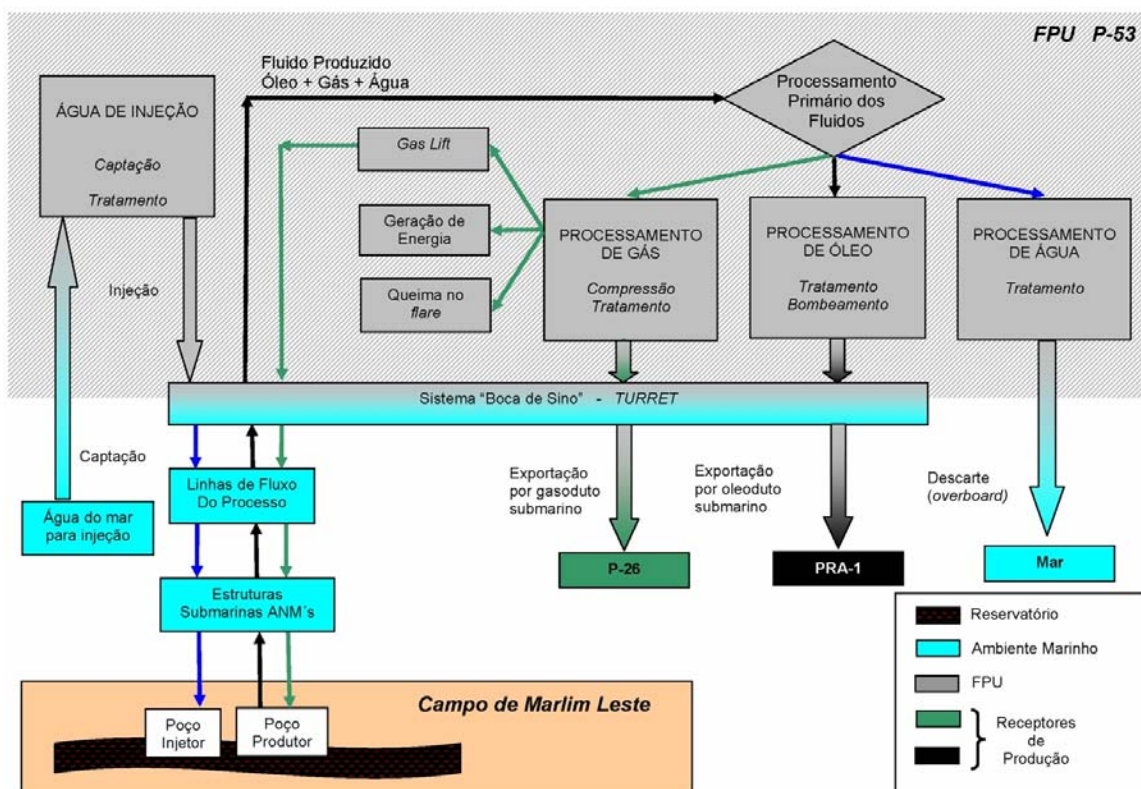 FPU P-53
Fluido Produzido
Óleo + Gás + Água
Processamento
Primário dos
Fluidos
ÁGUA DE INJEÇÃO
Captação
Tratamento
Gas Lift
Geração de
Energia
Queima no
flare
PROCESSAMENTO
DE GÁS
Compressão
Tratamento
PROCESSAMENTO
DE ÓLEO
Tratamento
Bombeamento
PROCESSAMENTO
DE ÁGUA
Tratamento
Injeção
Sistema "Boca de Sino" - TURRET
Captação
Linhas de Fluxo
Do Processo
Água do mar
para injeção
Exportação
por gasoduto
submarino
Exportação
por oleoduto
submarino
Descarte
(overboard)
P-26
PRA-1
Mar
Estruturas
Submarinas ANM´s
Campo de Marlim Leste
Poço
Injetor
Poço
Produtor
Reservatório
Ambiente Marinho
FPU
Receptores
de
Produção